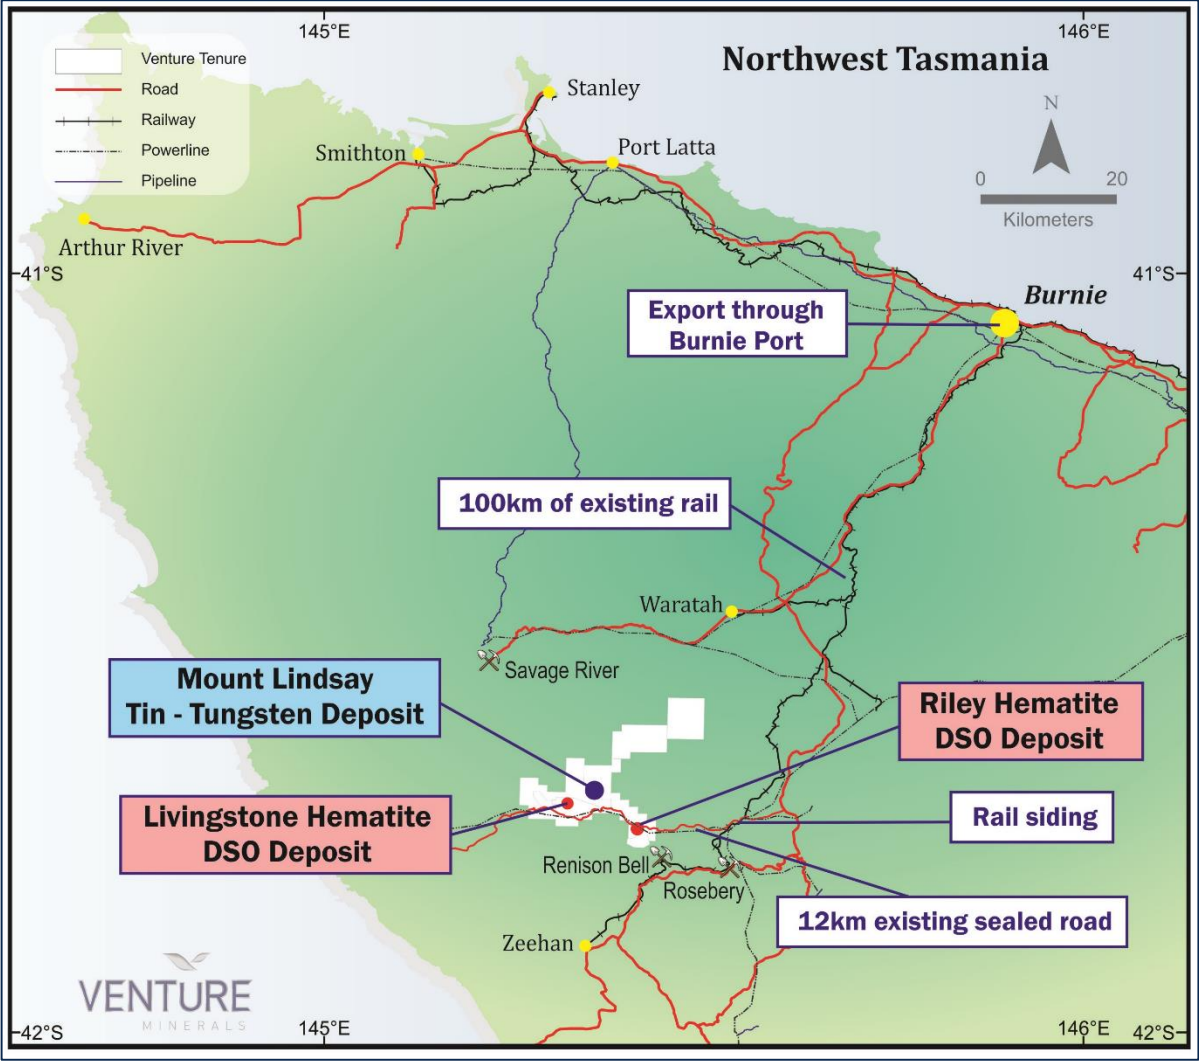 145°E
146°E
Northwest Tasmania
Venture Tenure
Road
Railway
Powerline
Pipeline
N
0 20
Kilometers
Stanley
Smithton
Port Latta
Arthur River
41°S
41°S
Burnie
Export through
Burnie Port
100km of existing rail
Waratah
Savage River
Mount Lindsay
Tin - Tungsten Deposit
Riley Hematite
DSO Deposit
Livingstone Hematite
DSO Deposit
Rail siding
Renison Bell
Rosebery
12km existing sealed road
Zeehan
VENTURE
MINERALS
42°S
145°E
146°E
42°S